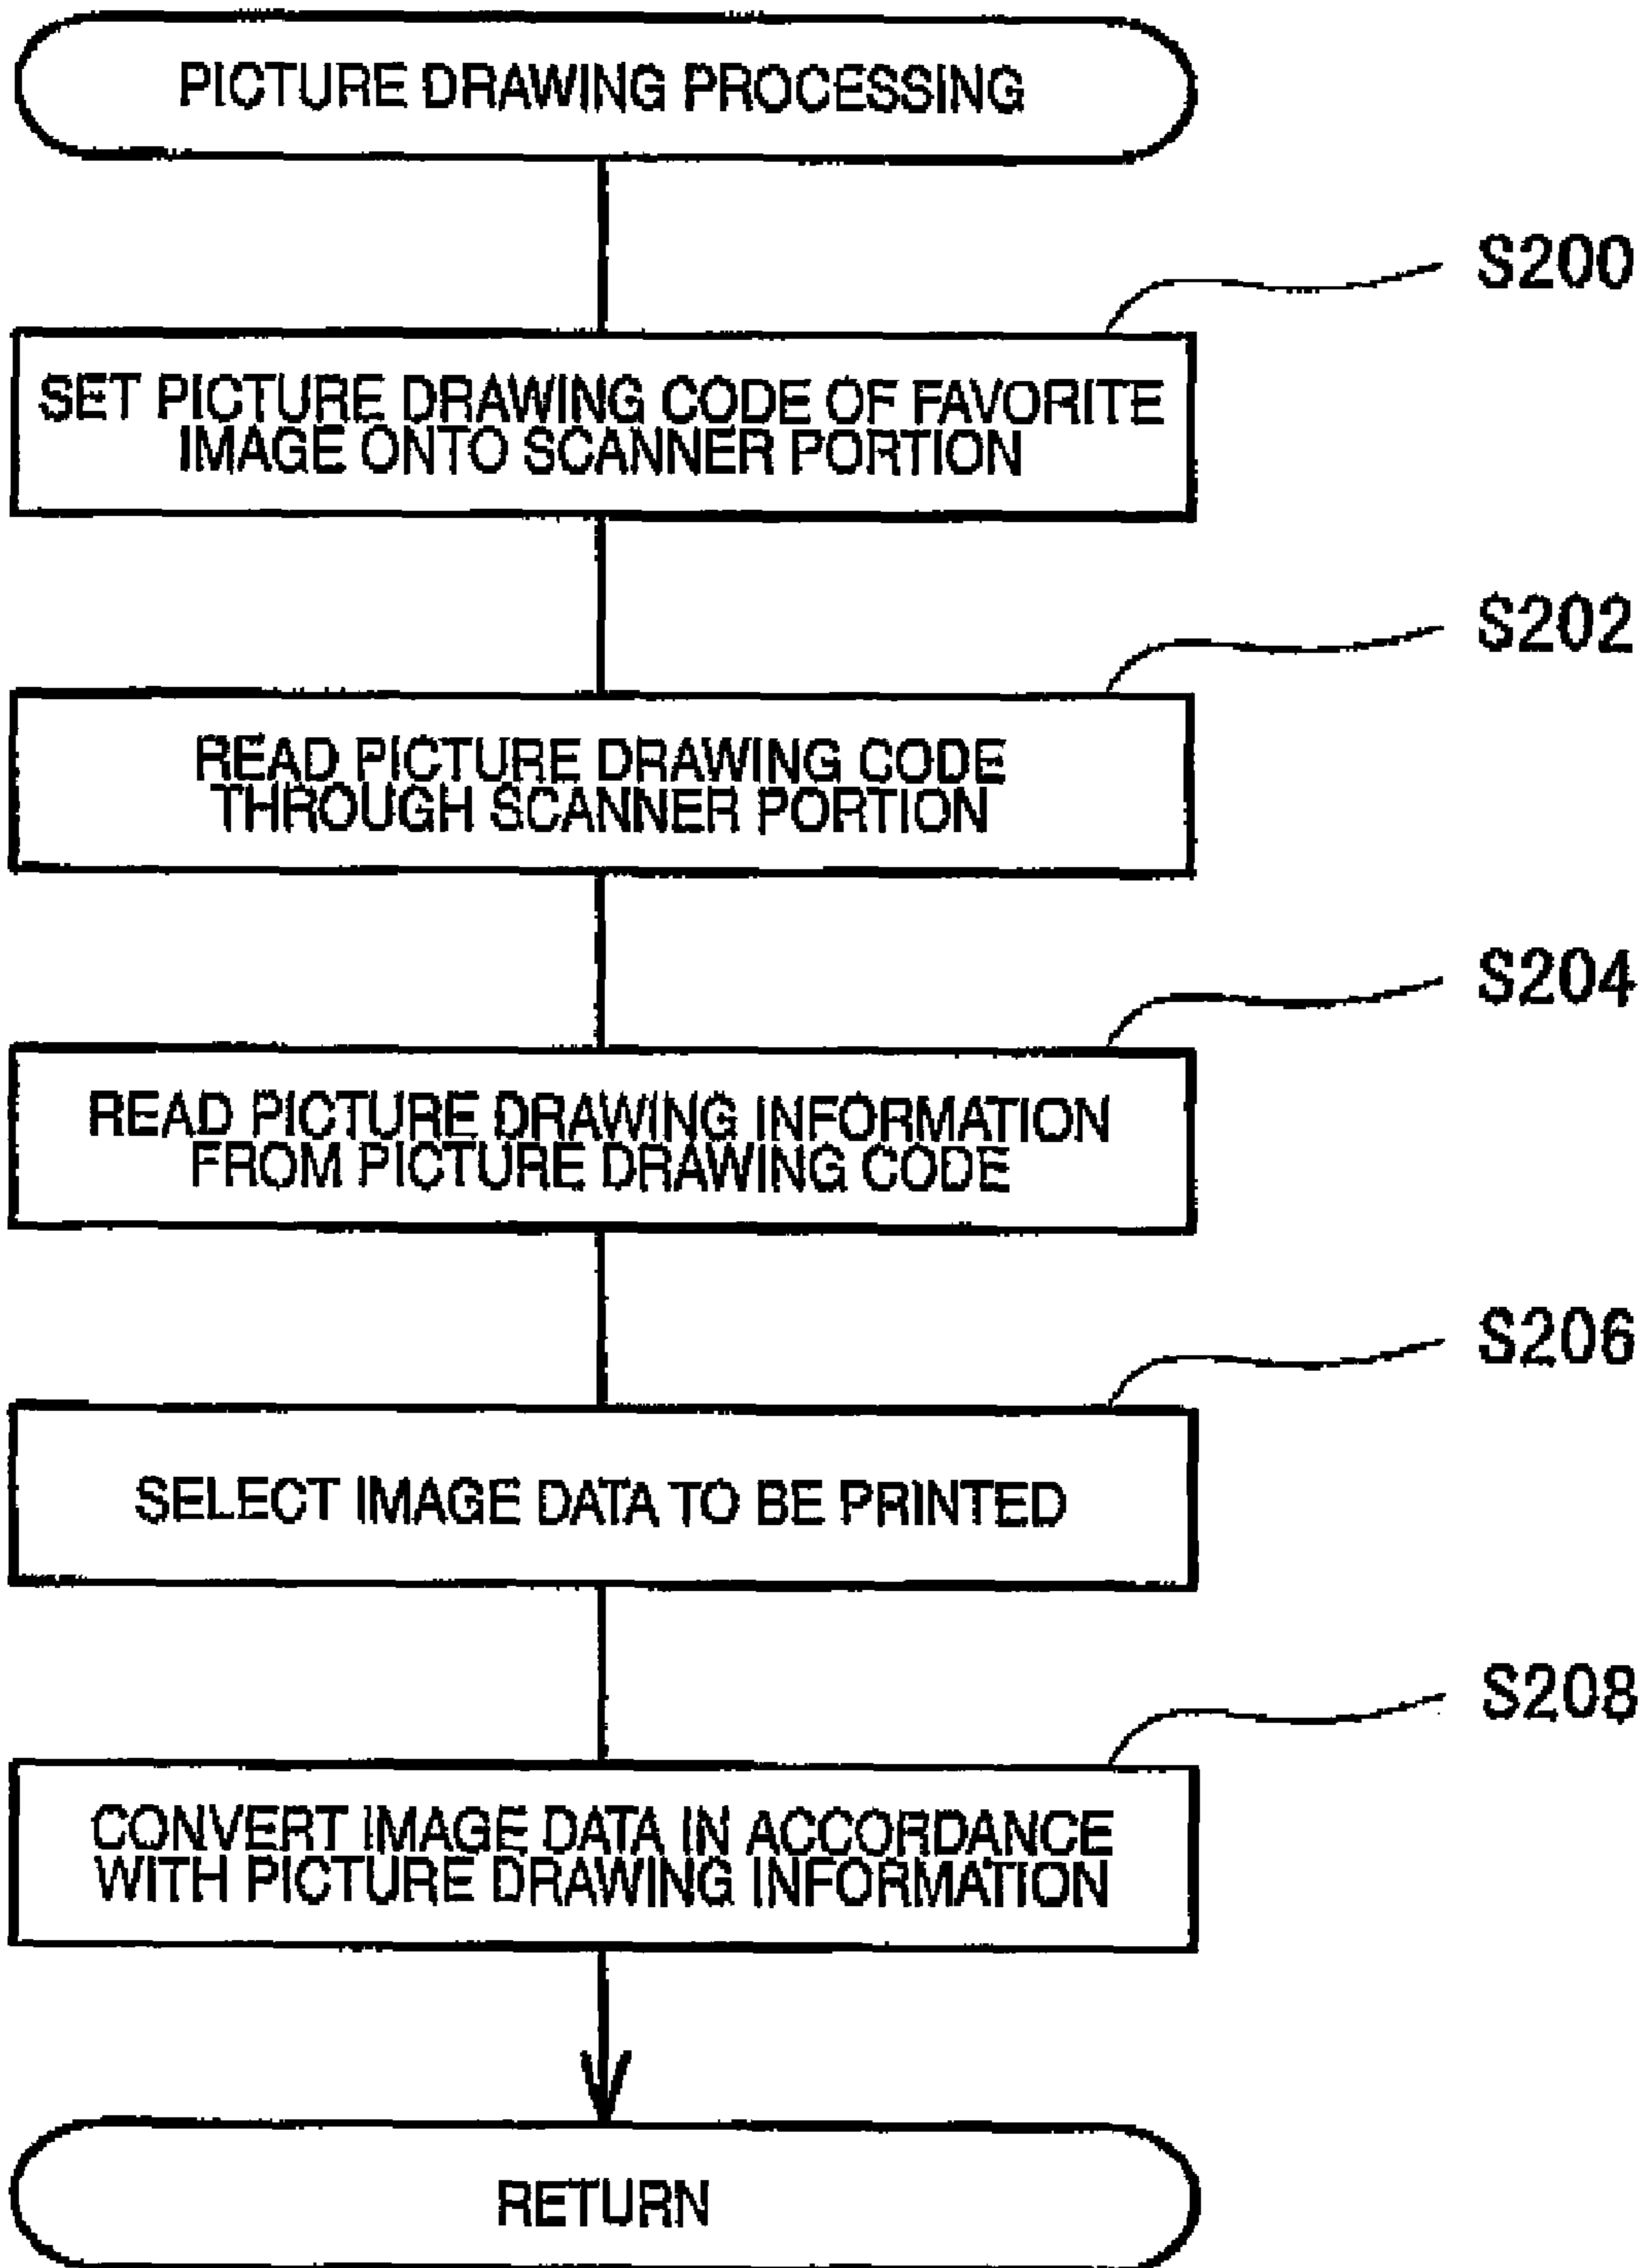 PICTURE DRAWING PROCESSING
S200
SET PICTURE DRAWING CODE OF FAVORITE
IMAGE ONTO SCANNER PORTION
S202
READ PICTURE DRAWING CODE
THROUGH SCANNER PORTION
S204
READ PICTURE DRAWING INFORMATION
FROM PICTURE DRAWING CODE
S206
SELECT IMAGE DATA TO BE PRINTED
S208
CONVERT IMAGE DATA IN ACCORDANCE
WITH PICTURE DRAWING INFORMATION
RETURN